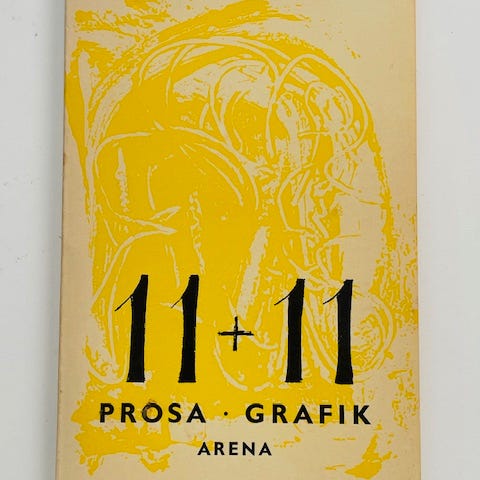 11 + 11
PROSA · GRAFIK
ARENA